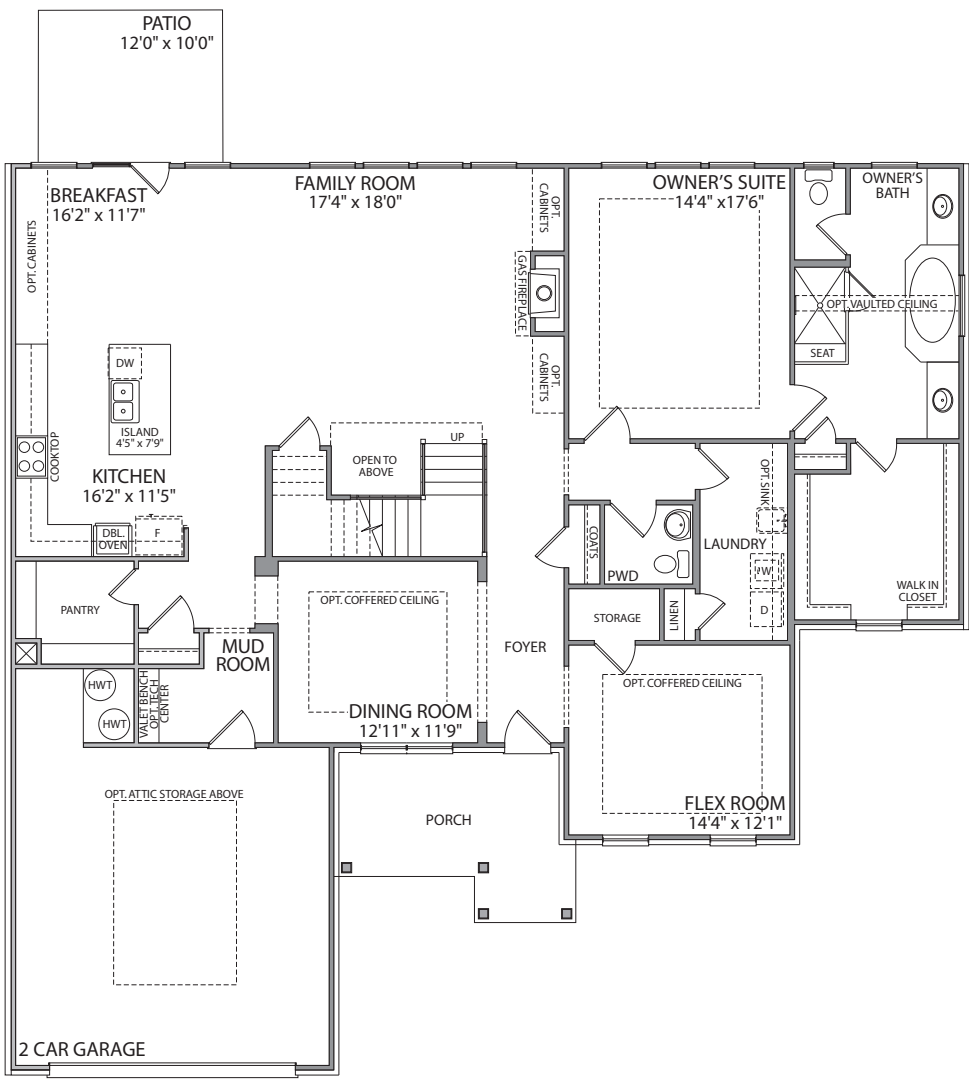 PATIO
12'0" x 10'0"
BREAKFAST
16'2" x 11'7"
FAMILY ROOM
17'4" x 18'0"
OPT.
CABINETS
OWNER'S SUITE
14'4" x17'6"
OWNER'S
BATH
OPT. CABINETS
GAS FIREPLACE
OPT. VAULTED CEILING
SEAT
DW
ISLAND
4'5" x 7'9"
OPT.
CABINETS
COOKTOP
KITCHEN
16'2" x 11'5"
UP
OPEN TO
ABOVE
DBL.
OVEN
F
OPT. SINK
COATS
LAUNDRY
W
D
PWD
WALK IN
CLOSET
PANTRY
OPT. COFFERED CEILING
STORAGE
LINEN
FOYER
MUD
ROOM
HWT
HWT
VALET BENCH
OPT. TECH
CENTER
OPT. COFFERED CEILING
DINING ROOM
12'11" x 11'9"
OPT. ATTIC STORAGE ABOVE
PORCH
FLEX ROOM
14'4" x 12'1"
2 CAR GARAGE